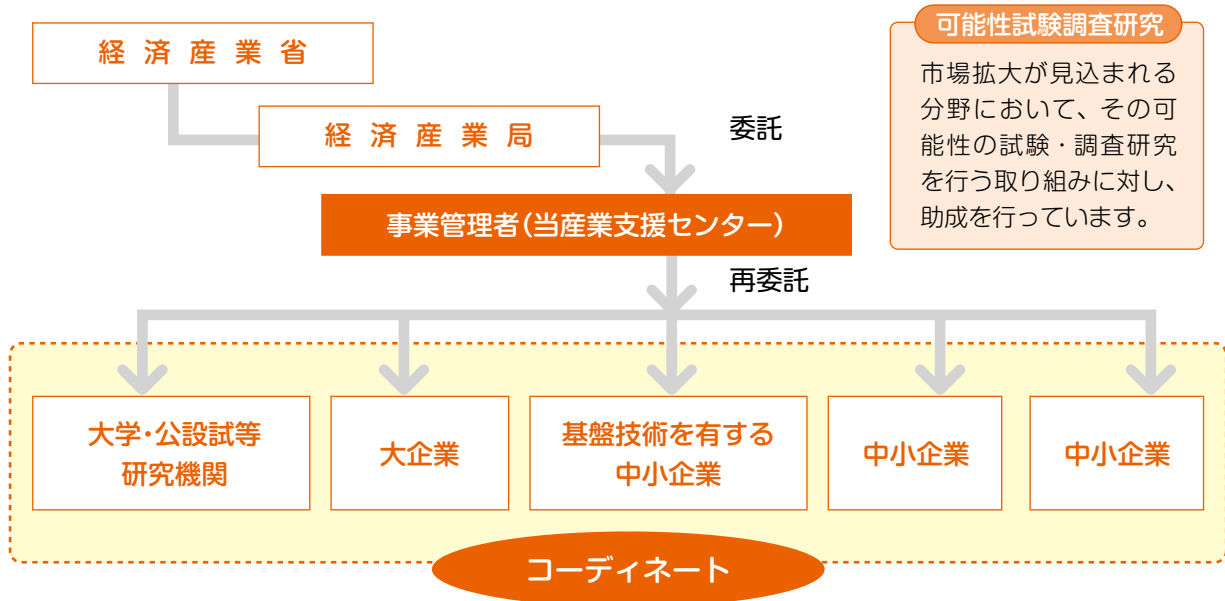 経済産業省
経済産業局
委託
事業管理者(当産業支援センター)
再委託
可能性試験調査研究
市場拡大が見込まれる
分野において、その可
能性の試験・調査研究
を行う取り組みに対し、
助成を行っています。
大学・公設試等
研究機関
大企業
基盤技術を有する
中小企業
中小企業
中小企業
コーディネート